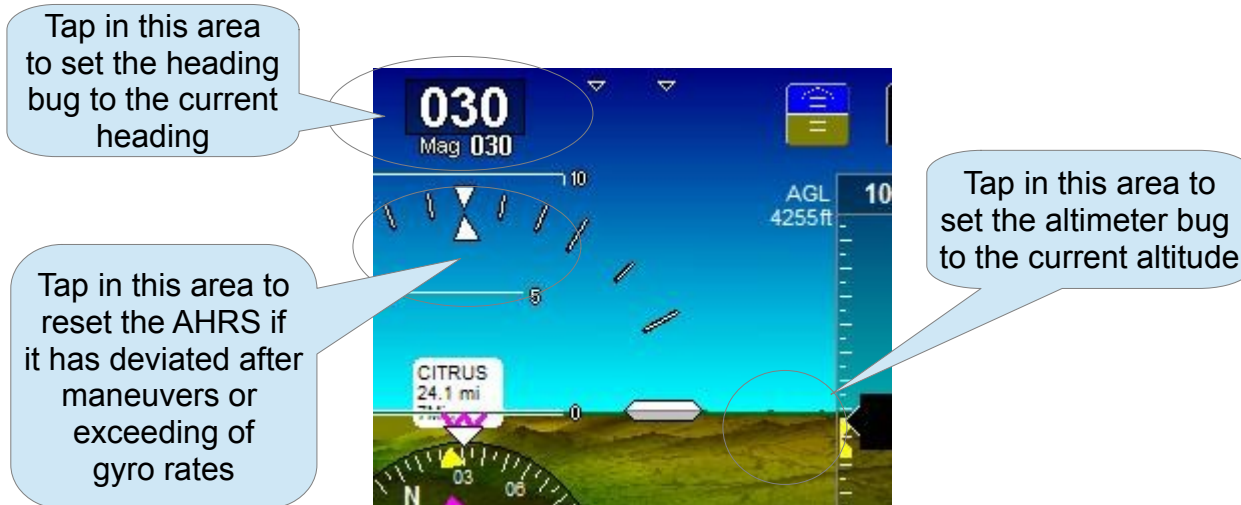 Tap in this area
to set the heading
bug to the current
heading
030
Mag 030
10
AGL
4255ft
10
Tap in this area to
set the altimeter bug
to the current altitude
Tap in this area to
reset the AHRS if
it has deviated after
maneuvers or
exceeding of
gyro rates
5
CITRUS
24.1 mi
0
03
06
N